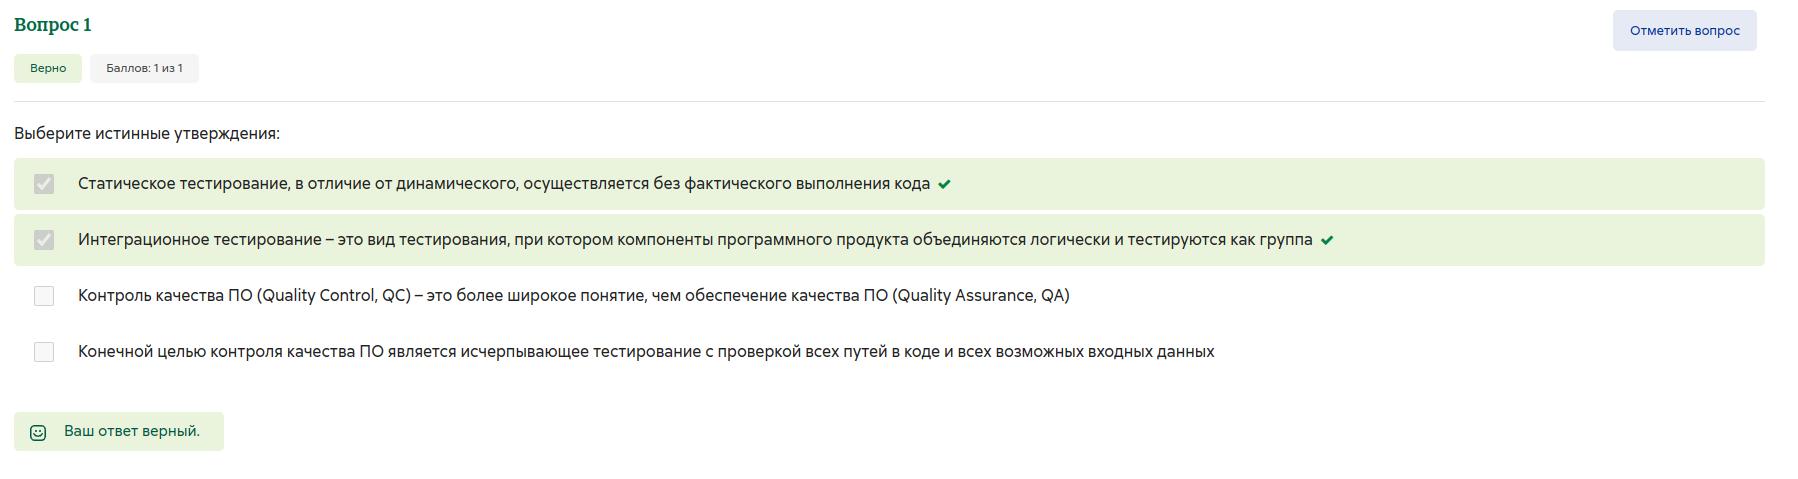 Вопрос 1
Отметить вопрос
Верно
Баллов: 1 из 1
Выберите истинные утверждения:
Статическое тестирование, в отличие от динамического, осуществляется без фактического выполнения кода
Интеграционное тестирование – это вид тестирования, при котором компоненты программного продукта объединяются логически и тестируются как группа
Контроль качества ПО (Quality Control, QC) – это более широкое понятие, чем обеспечение качества ПО (Quality Assurance, QA)
Конечной целью контроля качества ПО является исчерпывающее тестирование с проверкой всех путей в коде и всех возможных входных данных
Ваш ответ верный.